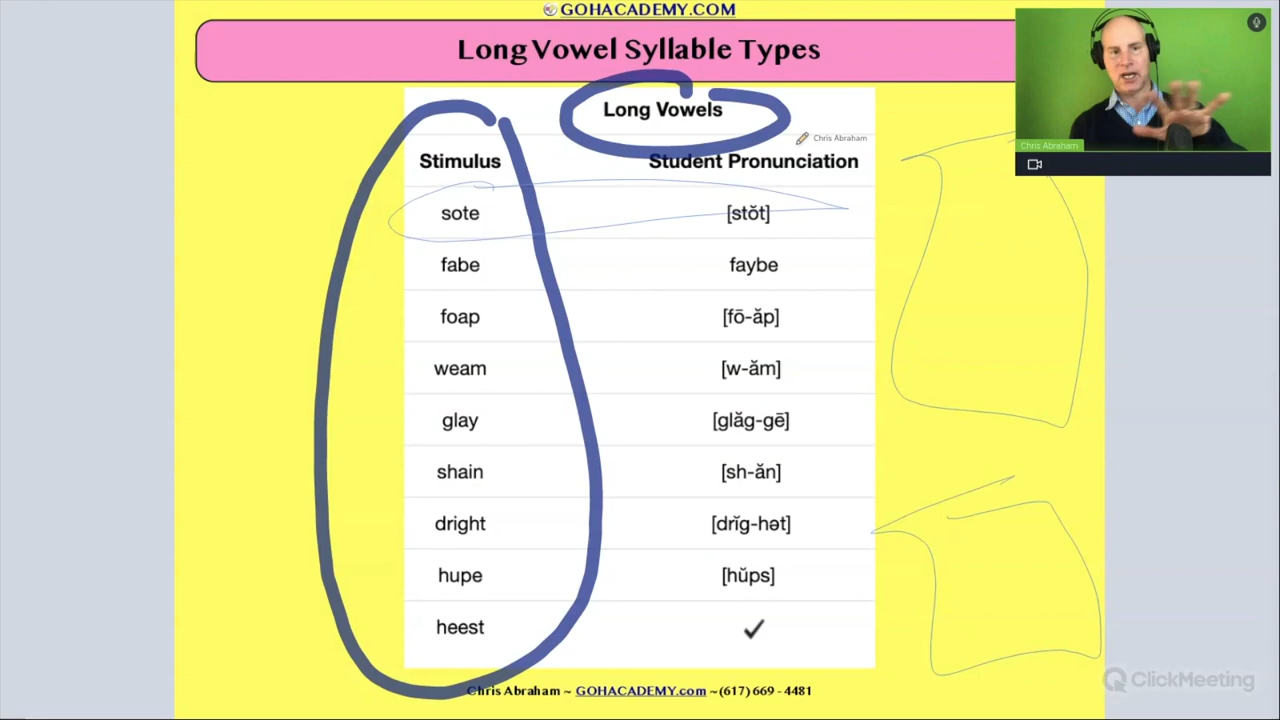 GOHACADEMY.COM
Long Vowel Syllable Types
Long Vowels
Chris Abraham
Chris Abraham
Stimulus Student Pronunciation
sote [stŏt]
fabe faybe
foap [fō-ăp]
weam [w-ăm]
glay [glăg-gē]
shain [sh-ăn]
dright [drĭg-hət]
hupe [hŭps]
heest ✓
Chris Abraham ~ GOHACADEMY.com ~(617) 669 - 4481
ClickMeeting